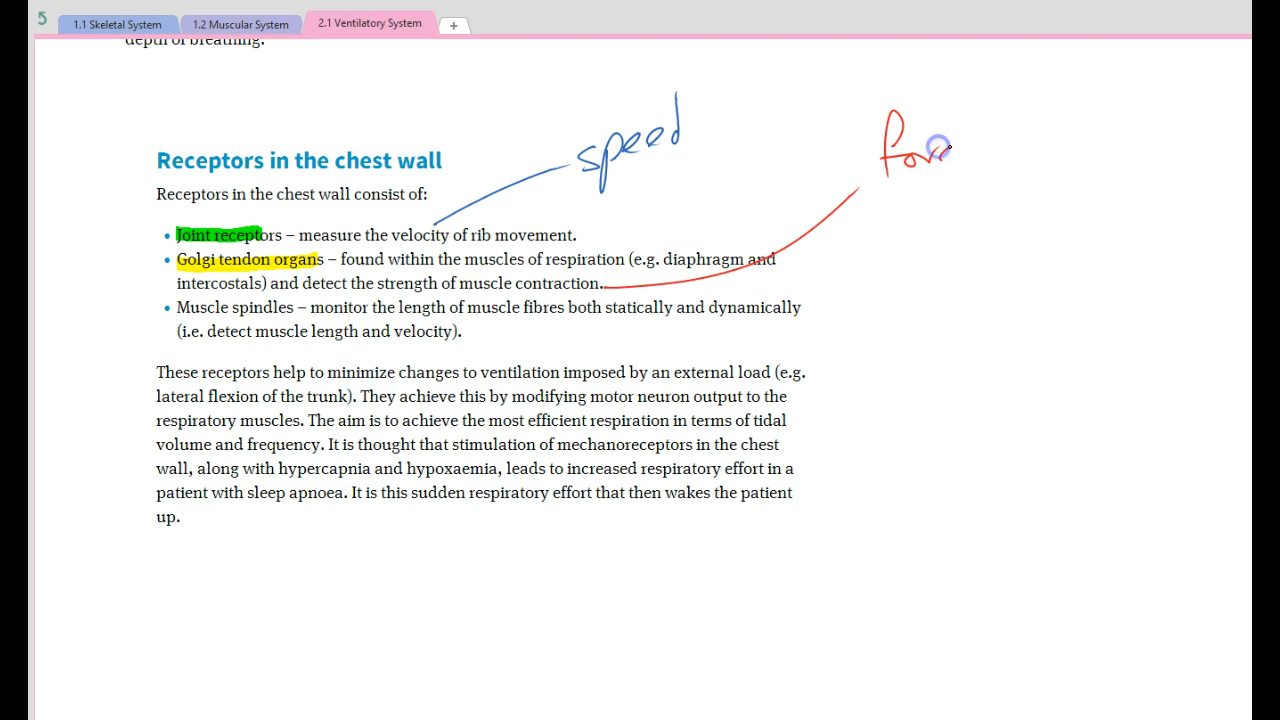 1.1 Skeletal System 1.2 Muscular System 2.1 Ventilatory System +
depth of breathing.
speed
Receptors in the chest wall
Receptors in the chest wall consist of:
• Joint receptors – measure the velocity of rib movement.
• Golgi tendon organs – found within the muscles of respiration (e.g. diaphragm and
intercostals) and detect the strength of muscle contraction.
• Muscle spindles – monitor the length of muscle fibres both statically and dynamically
(i.e. detect muscle length and velocity).
These receptors help to minimize changes to ventilation imposed by an external load (e.g.
lateral flexion of the trunk). They achieve this by modifying motor neuron output to the
respiratory muscles. The aim is to achieve the most efficient respiration in terms of tidal
volume and frequency. It is thought that stimulation of mechanoreceptors in the chest
wall, along with hypercapnia and hypoxaemia, leads to increased respiratory effort in a
patient with sleep apnoea. It is this sudden respiratory effort that then wakes the patient
up.